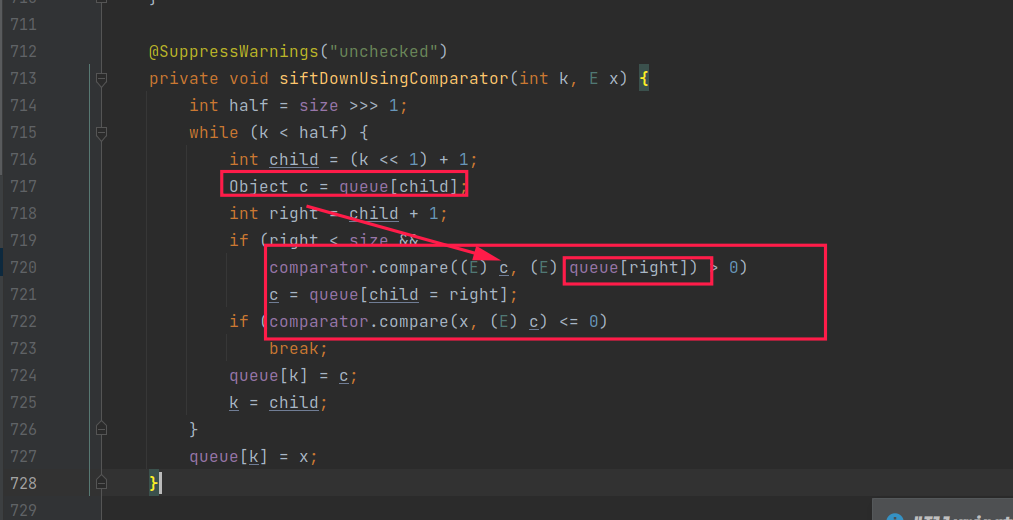 711
712 @SuppressWarnings("unchecked")
713 private void siftDownUsingComparator(int k, E x) {
714 int half = size >>> 1;
715 while (k < half) {
716 int child = (k << 1) + 1;
717 Object c = queue[child];
718 int right = child + 1;
719 if (right < size &&
720 comparator.compare((E) c, (E) queue[right]) > 0)
721 c = queue[child = right];
722 if (comparator.compare(x, (E) c) <= 0)
723 break;
724 queue[k] = c;
725 k = child;
726 }
727 queue[k] = x;
728 }
729